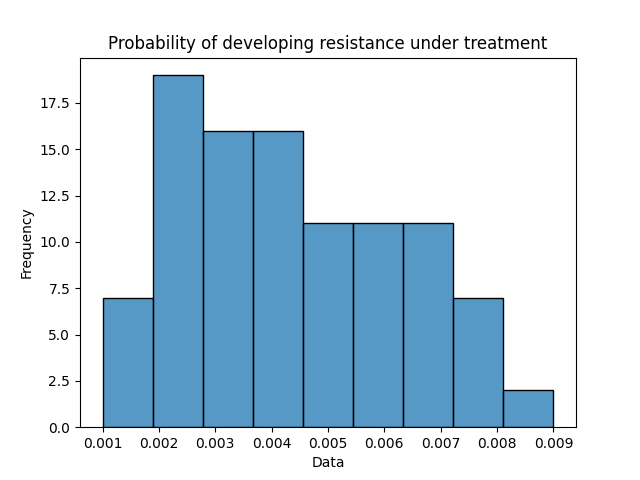 Probability of developing resistance under treatment
17.5
15.0
12.5
10.0
7.5
5.0
2.5
0.0
Frequency
0.001 0.002 0.003 0.004 0.005 0.006 0.007 0.008 0.009
Data